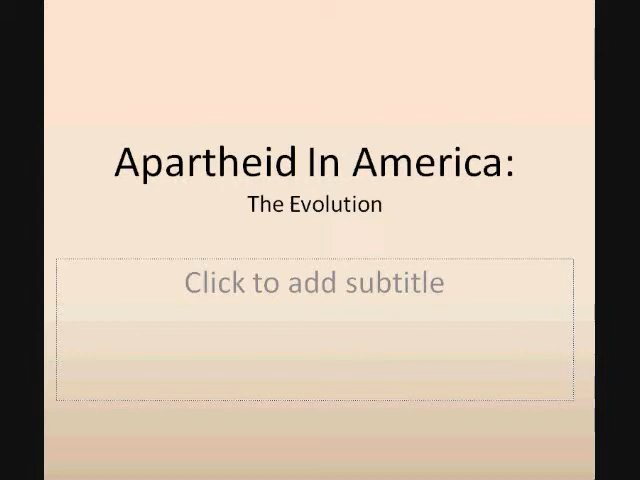 Apartheid In America:
The Evolution
Click to add subtitle